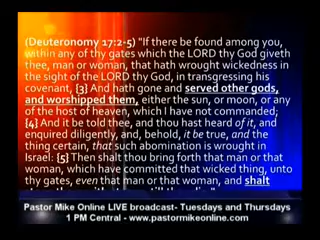 (Deuteronomy 17:2-5) "If there be found among you,
within any of thy gates which the LORD thy God giveth
thee, man or woman, that hath wrought wickedness in
the sight of the LORD thy God, in transgressing his
covenant, {3} And hath gone and served other gods,
and worshipped them, either the sun, or moon, or any
of the host of heaven, which I have not commanded;
{4} And it be told thee, and thou hast heard of it, and
enquired diligently, and, behold, it be true, and the
thing certain, that such abomination is wrought in
Israel: {5} Then shalt thou bring forth that man or that
woman, which have committed that wicked thing, unto
thy gates, even that man or that woman, and shalt
Pastor Mike Online LIVE broadcast- Tuesdays and Thursdays
1 PM Central - www.pastormikeonline.com